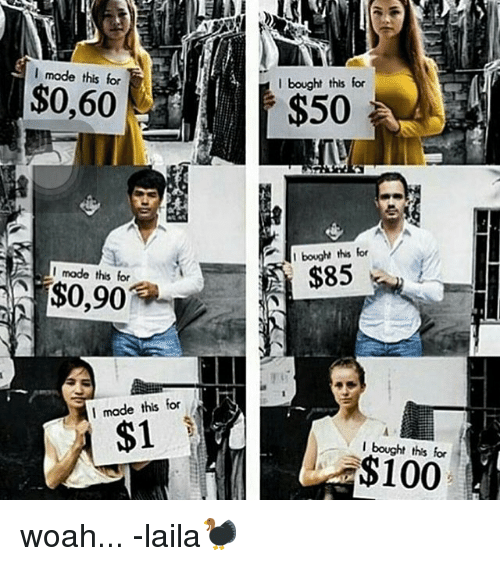 I made this for
$0,60
I bought this for
$50
I made this for
$0,90
I bought this for
$85
I made this for
$1
I bought this for
$100
woah... -laila🦃